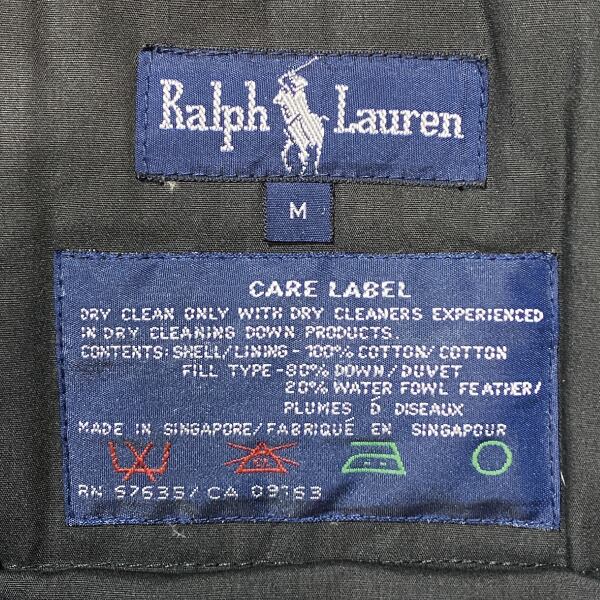 Ralph Lauren
M
CARE LABEL
DRY CLEAN ONLY WITH DRY CLEANERS EXPERIENCED
IN DRY CLEANING DOWN PRODUCTS.
CONTENTS: SHELL/LINING - 100% COTTON/COTTON
FILL TYPE - 80% DOWN/DUVET
20% WATER FOWL FEATHER/
PLUMES D́ DISEAUX
MADE IN SINGAPORE/FABRIQUÉ EN SINGAPOUR
RN 57635/CA 09763